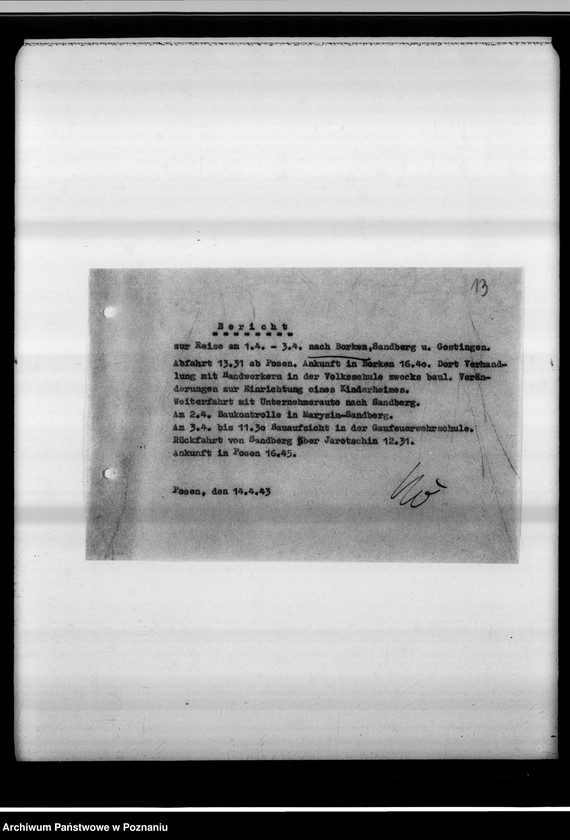 13
Bericht
zur Reise am 1.4. - 3.4. nach Borken,Sandberg u. Gostingen.
Abfahrt 13.31 ab Posen. Ankunft in Borken 16.40. Dort Verhand-
lung mit Handwerkern in der Volksschule zwecks baul. Verän-
derungen zur Einrichtung eines Kinderheimes.
Weiterfahrt mit Unternehmerauto nach Sandberg.
Am 2.4. Baukontrolle in Marysin-Sandberg.
Am 3.4. bis 11.30 Bauaufsicht in der Gaufeuerwehrschule.
Rückfahrt von Sandberg über Jarotschin 12.31.
Ankunft in Posen 16.45.
Posen, den 14.4.43
Archiwum Państwowe w Poznaniu